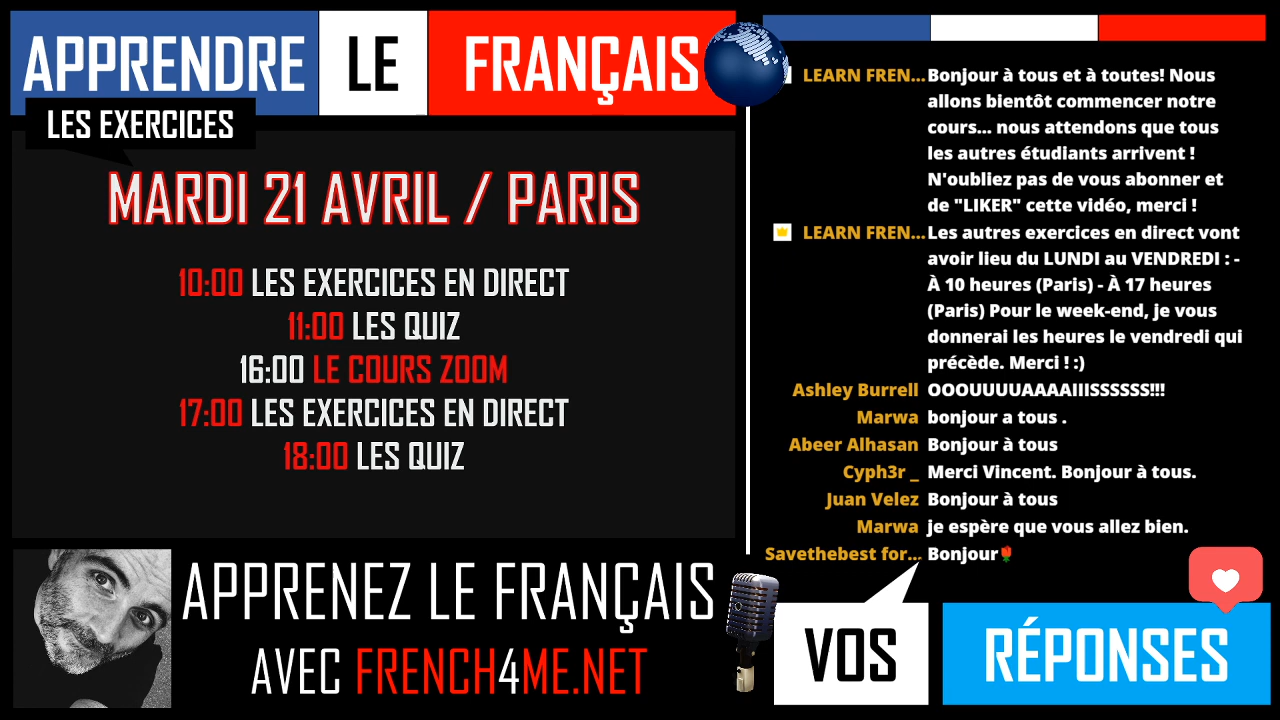 APPRENDRE LE FRANÇAIS
LES EXERCICES
MARDI 21 AVRIL / PARIS
10:00 LES EXERCICES EN DIRECT
11:00 LES QUIZ
16:00 LE COURS ZOOM
17:00 LES EXERCICES EN DIRECT
18:00 LES QUIZ
APPRENEZ LE FRANÇAIS
AVEC FRENCH4ME.NET
LEARN FREN... Bonjour à tous et à toutes! Nous
allons bientôt commencer notre
cours... nous attendons que tous
les autres étudiants arrivent !
N'oubliez pas de vous abonner et
de "LIKER" cette vidéo, merci !
LEARN FREN... Les autres exercices en direct vont
avoir lieu du LUNDI au VENDREDI : -
À 10 heures (Paris) - À 17 heures
(Paris) Pour le week-end, je vous
donnerai les heures le vendredi qui
précède. Merci ! :)
Ashley Burrell OOOUUUUAAAAIIISSSSSS!!!
Marwa bonjour a tous .
Abeer Alhasan Bonjour à tous
Cyph3r _ Merci Vincent. Bonjour à tous.
Juan Velez Bonjour à tous
Marwa je espère que vous allez bien.
Savethebest for... Bonjour🌹
VOS RÉPONSES